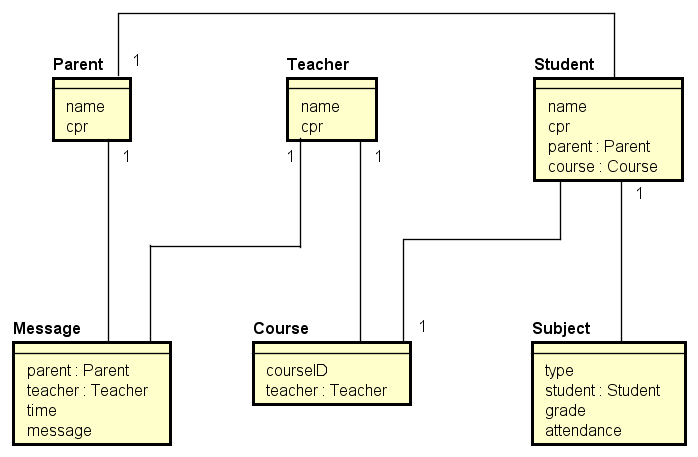 1
Parent
name
cpr
1
Teacher
name
cpr
1
1
Student
name
cpr
parent : Parent
course : Course
1
Message
parent : Parent
teacher : Teacher
time
message
Course
1
courseID
teacher : Teacher
Subject
type
student : Student
grade
attendance